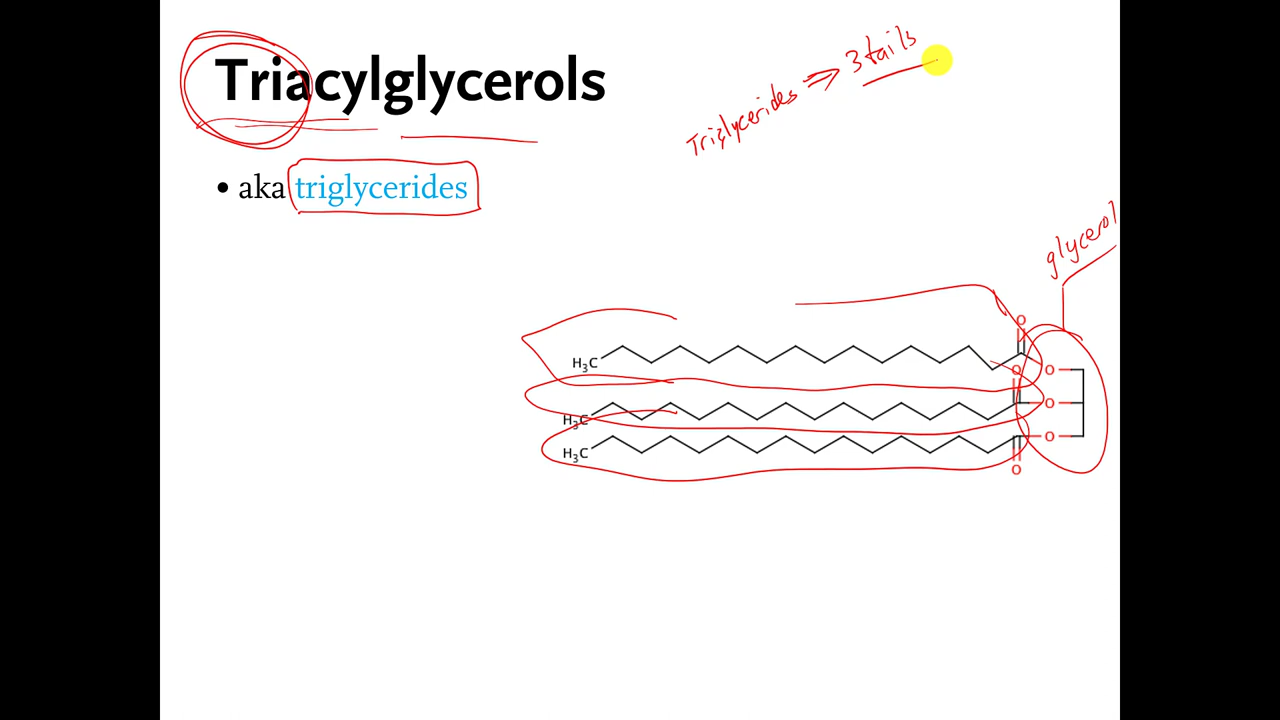 Triacylglycerols
Triglycerides ⇒ 3 tails
• aka triglycerides
glycerol
O
H₃C
O
O
H₃C
O
H₃C
O
O